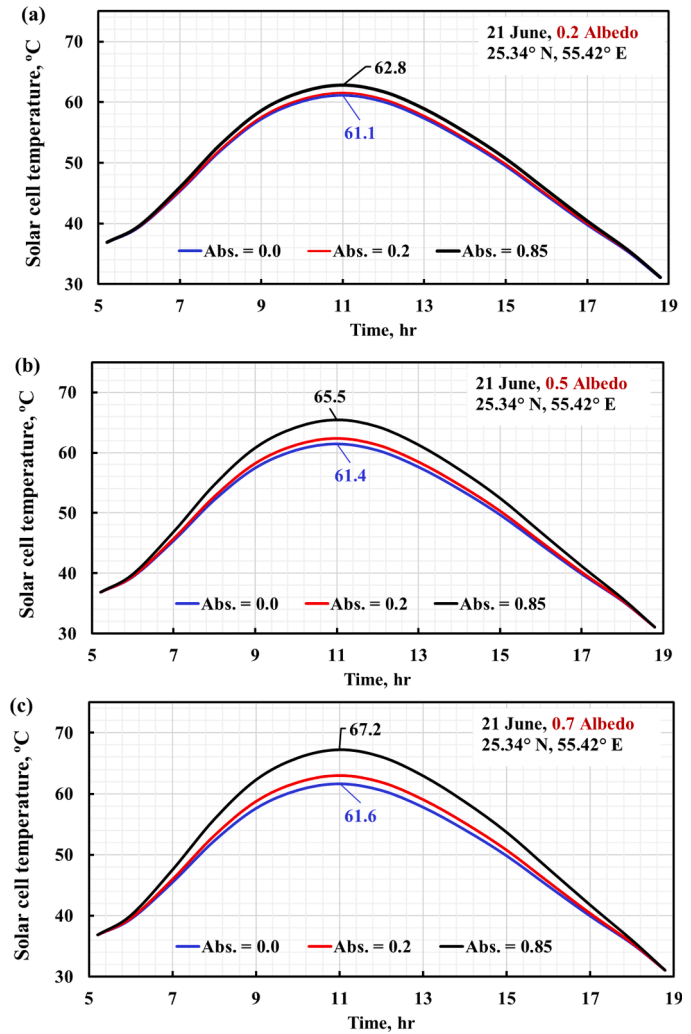 (a)
21 June, 0.2 Albedo
25.34° N, 55.42° E
Solar cell temperature, ºC
70
60
50
40
30
62.8
61.1
Abs. = 0.0
Abs. = 0.2
Abs. = 0.85
5 7 9 11 13 15 17 19
Time, hr
(b)
21 June, 0.5 Albedo
25.34° N, 55.42° E
Solar cell temperature, ºC
70
60
50
40
30
65.5
61.4
Abs. = 0.0
Abs. = 0.2
Abs. = 0.85
5 7 9 11 13 15 17 19
Time, hr
(c)
21 June, 0.7 Albedo
25.34° N, 55.42° E
Solar cell temperature, ºC
70
60
50
40
30
67.2
61.6
Abs. = 0.0
Abs. = 0.2
Abs. = 0.85
5 7 9 11 13 15 17 19
Time, hr